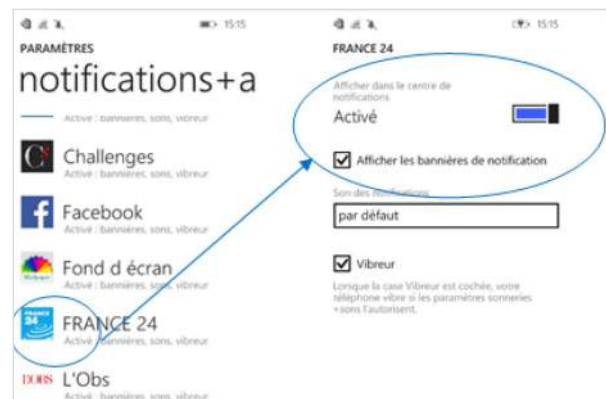 15:15
PARAMÈTRES
notifications+a
Activé : bannières, sons, vibreur
C
Challenges
Activé : bannières, sons, vibreur
f
Facebook
Activé : bannières, sons, vibreur
Fond d écran
Activé : bannières, sons, vibreur
FRANCE
24
FRANCE 24
Activé : bannières, sons, vibreur
L'OBS
L'Obs
Activé : bannières, sons, vibreur
15:15
FRANCE 24
Afficher dans le centre de
notifications
Activé
Afficher les bannières de notification
Son des notifications
par défaut
Vibreur
Lorsque la case Vibreur est cochée, votre
téléphone vibre si les paramètres sonneries
+sons l'autorisent.